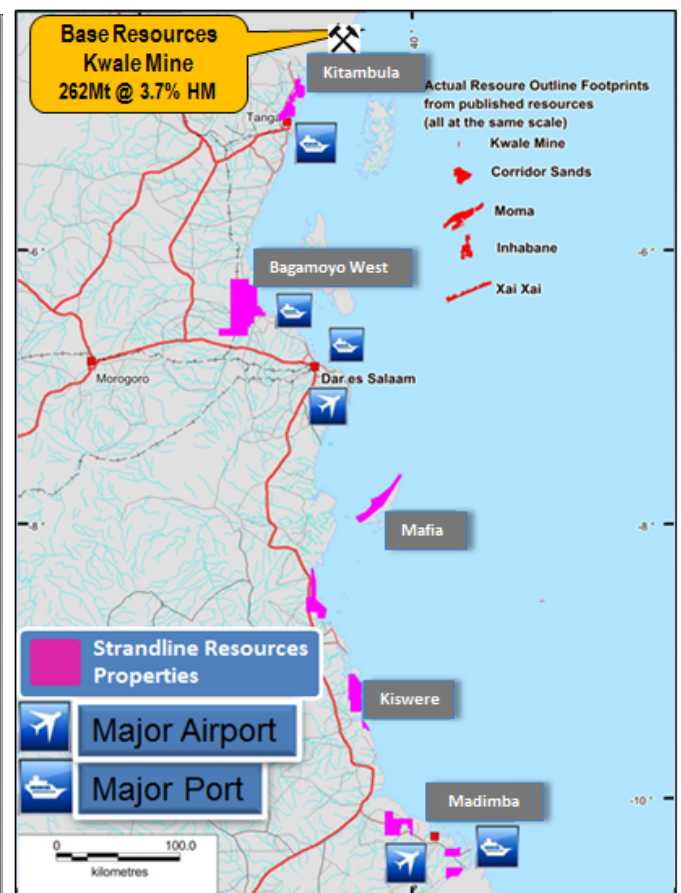 Base Resources
Kwale Mine
262Mt @ 3.7% HM
40°
Kitambula
Actual Resoure Outline Footprints
from published resources
(all at the same scale)
Kwale Mine
Corridor Sands
Moma
Inhabane
Xai Xai
Tanga
-6°
-6°
Bagamoyo West
Morogoro
Dar es Salaam
Mafia
-8°
-8°
Strandline Resources
Properties
Kiswere
Major Airport
Major Port
Madimba
-10°
0 100.0
kilometres